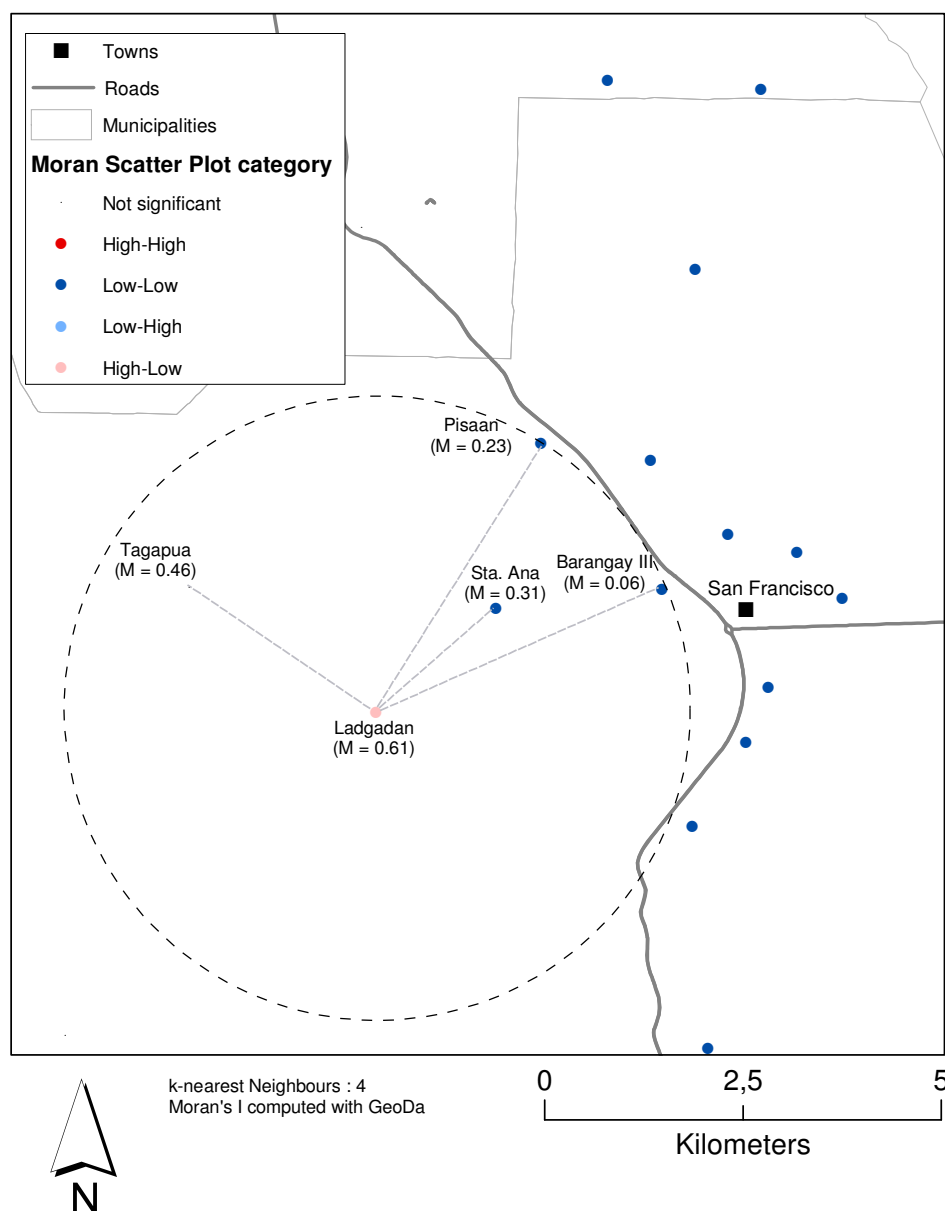 Towns
Roads
Municipalities
Moran Scatter Plot category
Not significant
High-High
Low-Low
Low-High
High-Low
Pisaan
(M = 0.23)
Tagapua
(M = 0.46)
Sta. Ana
(M = 0.31)
Barangay III
(M = 0.06)
San Francisco
Ladgadan
(M = 0.61)
k-nearest Neighbours : 4
Moran's I computed with GeoDa
0 2,5 5
Kilometers
N